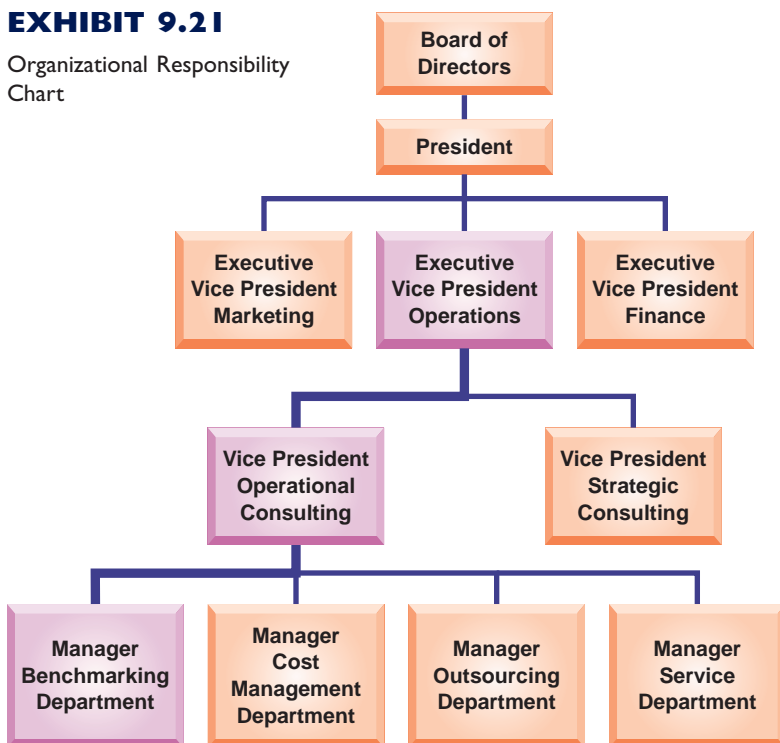 EXHIBIT 9.21
Organizational Responsibility
Chart
Board of
Directors
President
Executive
Vice President
Marketing
Executive
Vice President
Operations
Executive
Vice President
Finance
Vice President
Operational
Consulting
Vice President
Strategic
Consulting
Manager
Benchmarking
Department
Manager
Cost
Management
Department
Manager
Outsourcing
Department
Manager
Service
Department